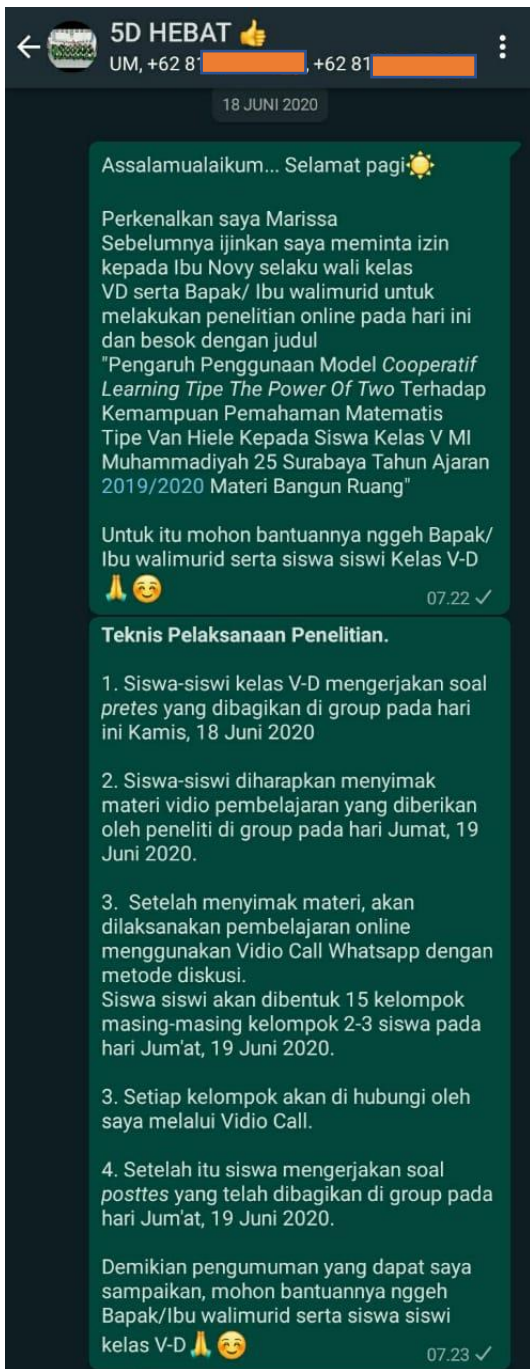 5D HEBAT 👍
UM, +62 81, +62 81
18 JUNI 2020
Assalamualaikum... Selamat pagi☀️
Perkenalkan saya Marissa
Sebelumnya ijinkan saya meminta izin
kepada Ibu Novy selaku wali kelas
VD serta Bapak/ Ibu walimurid untuk
melakukan penelitian online pada hari ini
dan besok dengan judul
"Pengaruh Penggunaan Model Cooperatif
Learning Tipe The Power Of Two Terhadap
Kemampuan Pemahaman Matematis
Tipe Van Hiele Kepada Siswa Kelas V MI
Muhammadiyah 25 Surabaya Tahun Ajaran
2019/2020 Materi Bangun Ruang"
Untuk itu mohon bantuannya nggeh Bapak/
Ibu walimurid serta siswa siswi Kelas V-D
🙏☺️
07.22 ✓
Teknis Pelaksanaan Penelitian.
1. Siswa-siswi kelas V-D mengerjakan soal
pretes yang dibagikan di group pada hari
ini Kamis, 18 Juni 2020
2. Siswa-siswi diharapkan menyimak
materi vidio pembelajaran yang diberikan
oleh peneliti di group pada hari Jumat, 19
Juni 2020.
3. Setelah menyimak materi, akan
dilaksanakan pembelajaran online
menggunakan Vidio Call Whatsapp dengan
metode diskusi.
Siswa siswi akan dibentuk 15 kelompok
masing-masing kelompok 2-3 siswa pada
hari Jum'at, 19 Juni 2020.
3. Setiap kelompok akan di hubungi oleh
saya melalui Vidio Call.
4. Setelah itu siswa mengerjakan soal
posttes yang telah dibagikan di group pada
hari Jum'at, 19 Juni 2020.
Demikian pengumuman yang dapat saya
sampaikan, mohon bantuannya nggeh
Bapak/Ibu walimurid serta siswa siswi
kelas V-D🙏☺️
07.23 ✓